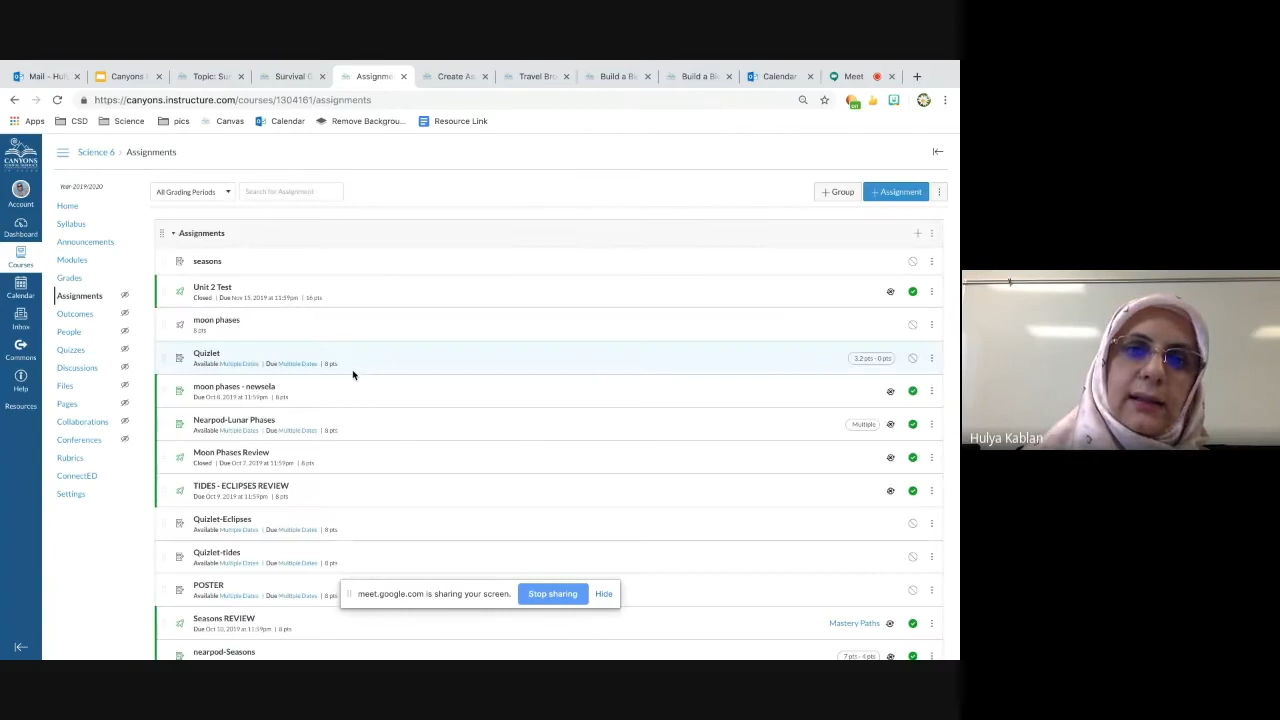 Mail - Hul
Canyons
Topic: Sur
Survival G
Assignme
Create As
Travel Bro
Build a Bi
Build a Bi
Calendar
Meet
https://canyons.instructure.com/courses/1304161/assignments
Apps CSD Science pics Canvas Calendar Remove Backgrou... Resource Link
CANYONS
Account
Dashboard
Courses
Calendar
Inbox
Commons
Help
Resources
Science 6 › Assignments
Year-2019/2020
Home
Syllabus
Announcements
Modules
Grades
Assignments
Outcomes
People
Quizzes
Discussions
Files
Pages
Collaborations
Conferences
Rubrics
ConnectED
Settings
All Grading Periods
Search for Assignment
+ Group
+ Assignment
Assignments
seasons
Unit 2 Test
Closed | Due Nov 15, 2019 at 11:59pm | 16 pts
moon phases
8 pts
Quizlet
Available Multiple Dates | Due Multiple Dates | 8 pts
3.2 pts - 0 pts
moon phases - newsela
Due Oct 8, 2019 at 11:59pm | 8 pts
Nearpod-Lunar Phases
Available Multiple Dates | Due Multiple Dates | 8 pts
Multiple
Moon Phases Review
Closed | Due Oct 7, 2019 at 11:59pm | 8 pts
TIDES - ECLIPSES REVIEW
Due Oct 9, 2019 at 11:59pm | 8 pts
Quizlet-Eclipses
Available Multiple Dates | Due Multiple Dates | 8 pts
Quizlet-tides
Available Multiple Dates | Due Multiple Dates | 8 pts
POSTER
Available Multiple Dates | Due Multiple Dates | 8 pts
meet.google.com is sharing your screen. Stop sharing Hide
Seasons REVIEW
Due Oct 10, 2019 at 11:59pm | 8 pts
Mastery Paths
nearpod-Seasons
7 pts - 4 pts
Hulya Kablan